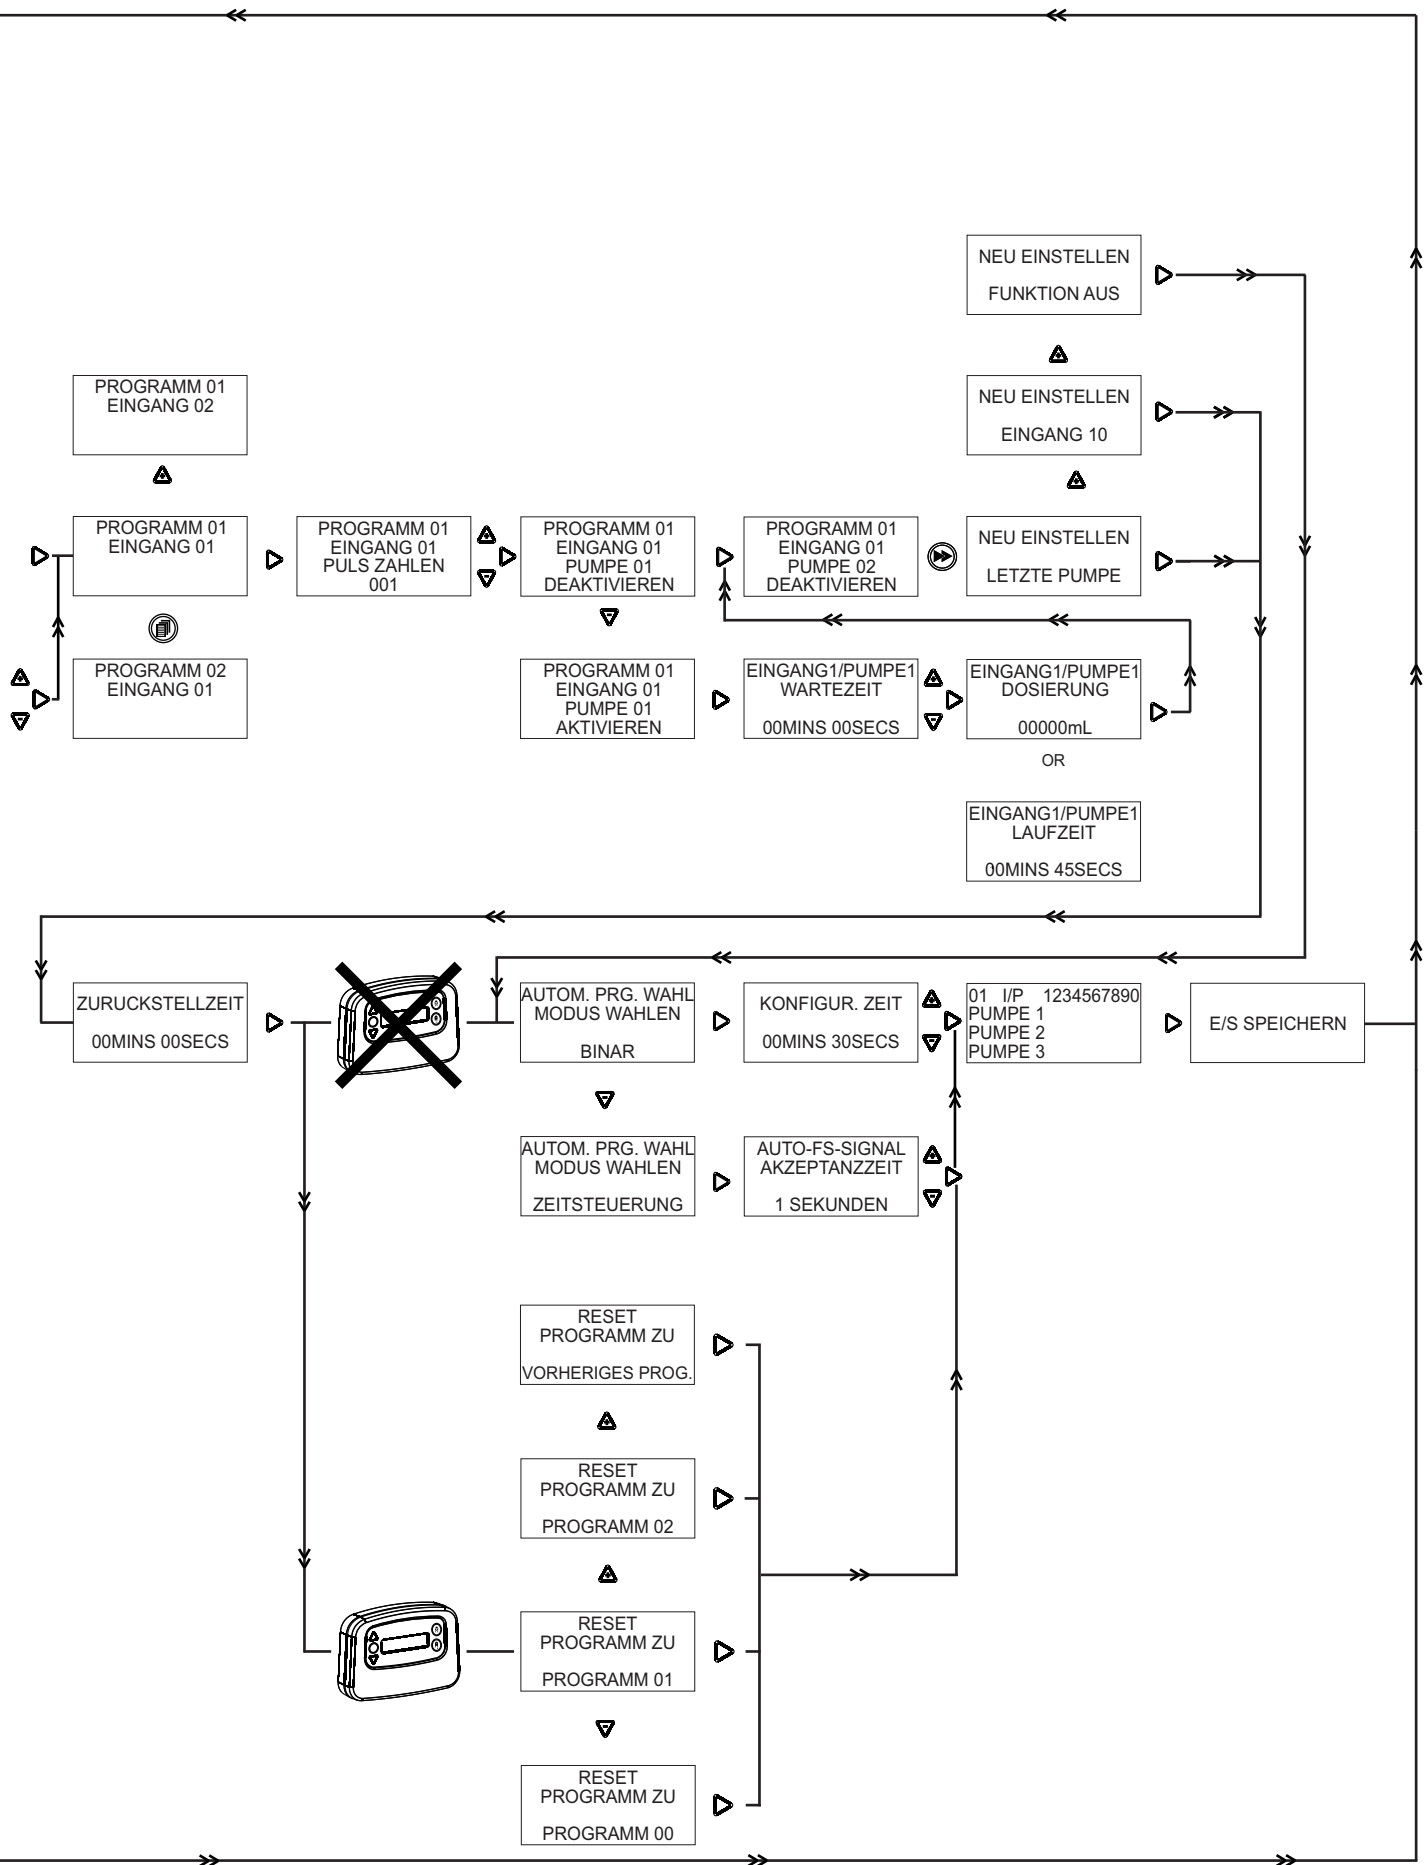 NEU EINSTELLEN
FUNKTION AUS
PROGRAMM 01
EINGANG 02
NEU EINSTELLEN
EINGANG 10
PROGRAMM 01
EINGANG 01
PROGRAMM 01
EINGANG 01
PULS ZAHLEN
001
PROGRAMM 01
EINGANG 01
PUMPE 01
DEAKTIVIEREN
PROGRAMM 01
EINGANG 01
PUMPE 02
DEAKTIVIEREN
NEU EINSTELLEN
LETZTE PUMPE
PROGRAMM 02
EINGANG 01
PROGRAMM 01
EINGANG 01
PUMPE 01
AKTIVIEREN
EINGANG1/PUMPE1
WARTEZEIT
00MINS 00SECS
EINGANG1/PUMPE1
DOSIERUNG
00000mL
OR
EINGANG1/PUMPE1
LAUFZEIT
00MINS 45SECS
ZURUCKSTELLZEIT
00MINS 00SECS
AUTOM. PRG. WAHL
MODUS WAHLEN
BINAR
KONFIGUR. ZEIT
00MINS 30SECS
01 I/P 1234567890
PUMPE 1
PUMPE 2
PUMPE 3
E/S SPEICHERN
AUTOM. PRG. WAHL
MODUS WAHLEN
ZEITSTEUERUNG
AUTO-FS-SIGNAL
AKZEPTANZZEIT
1 SEKUNDEN
RESET
PROGRAMM ZU
VORHERIGES PROG.
RESET
PROGRAMM ZU
PROGRAMM 02
RESET
PROGRAMM ZU
PROGRAMM 01
RESET
PROGRAMM ZU
PROGRAMM 00